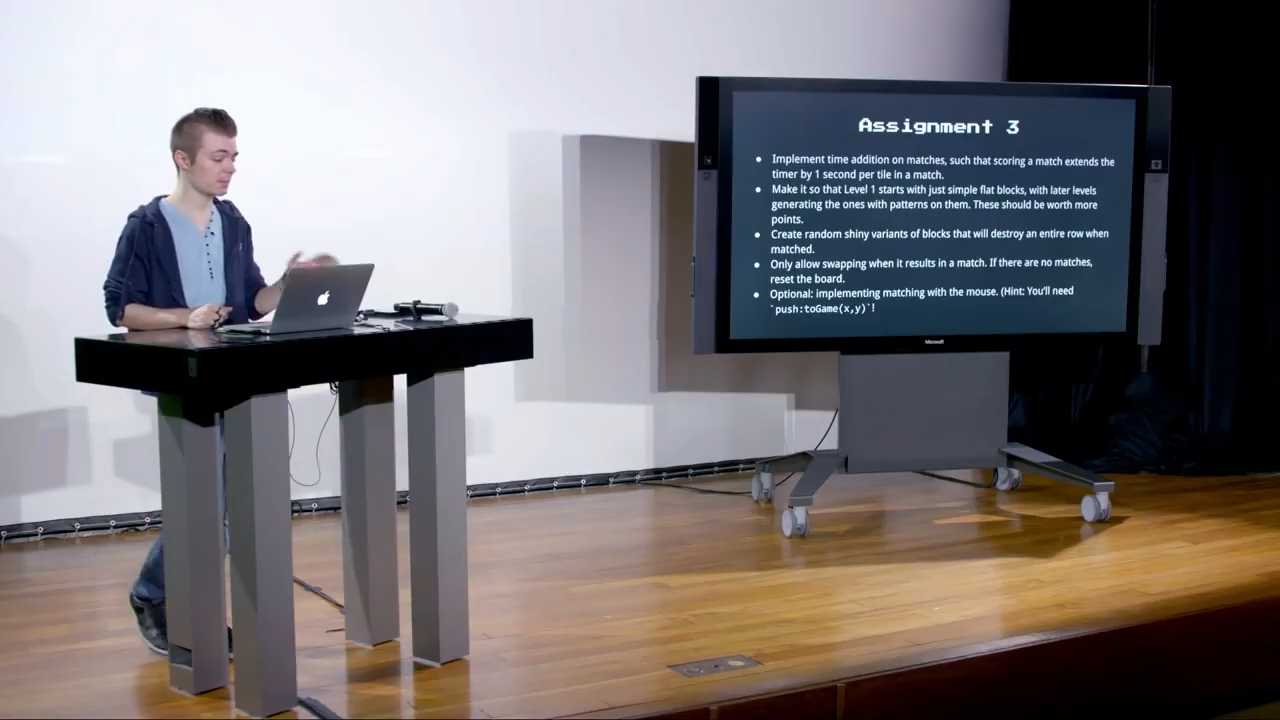 Assignment 3
• Implement time addition on matches, such that scoring a match extends the
timer by 1 second per tile in a match.
• Make it so that Level 1 starts with just simple flat blocks, with later levels
generating the ones with patterns on them. These should be worth more
points.
• Create random shiny variants of blocks that will destroy an entire row when
matched.
• Only allow swapping when it results in a match. If there are no matches,
reset the board.
• Optional: implementing matching with the mouse. (Hint: You'll need
`push:toGame(x,y)`!
Microsoft